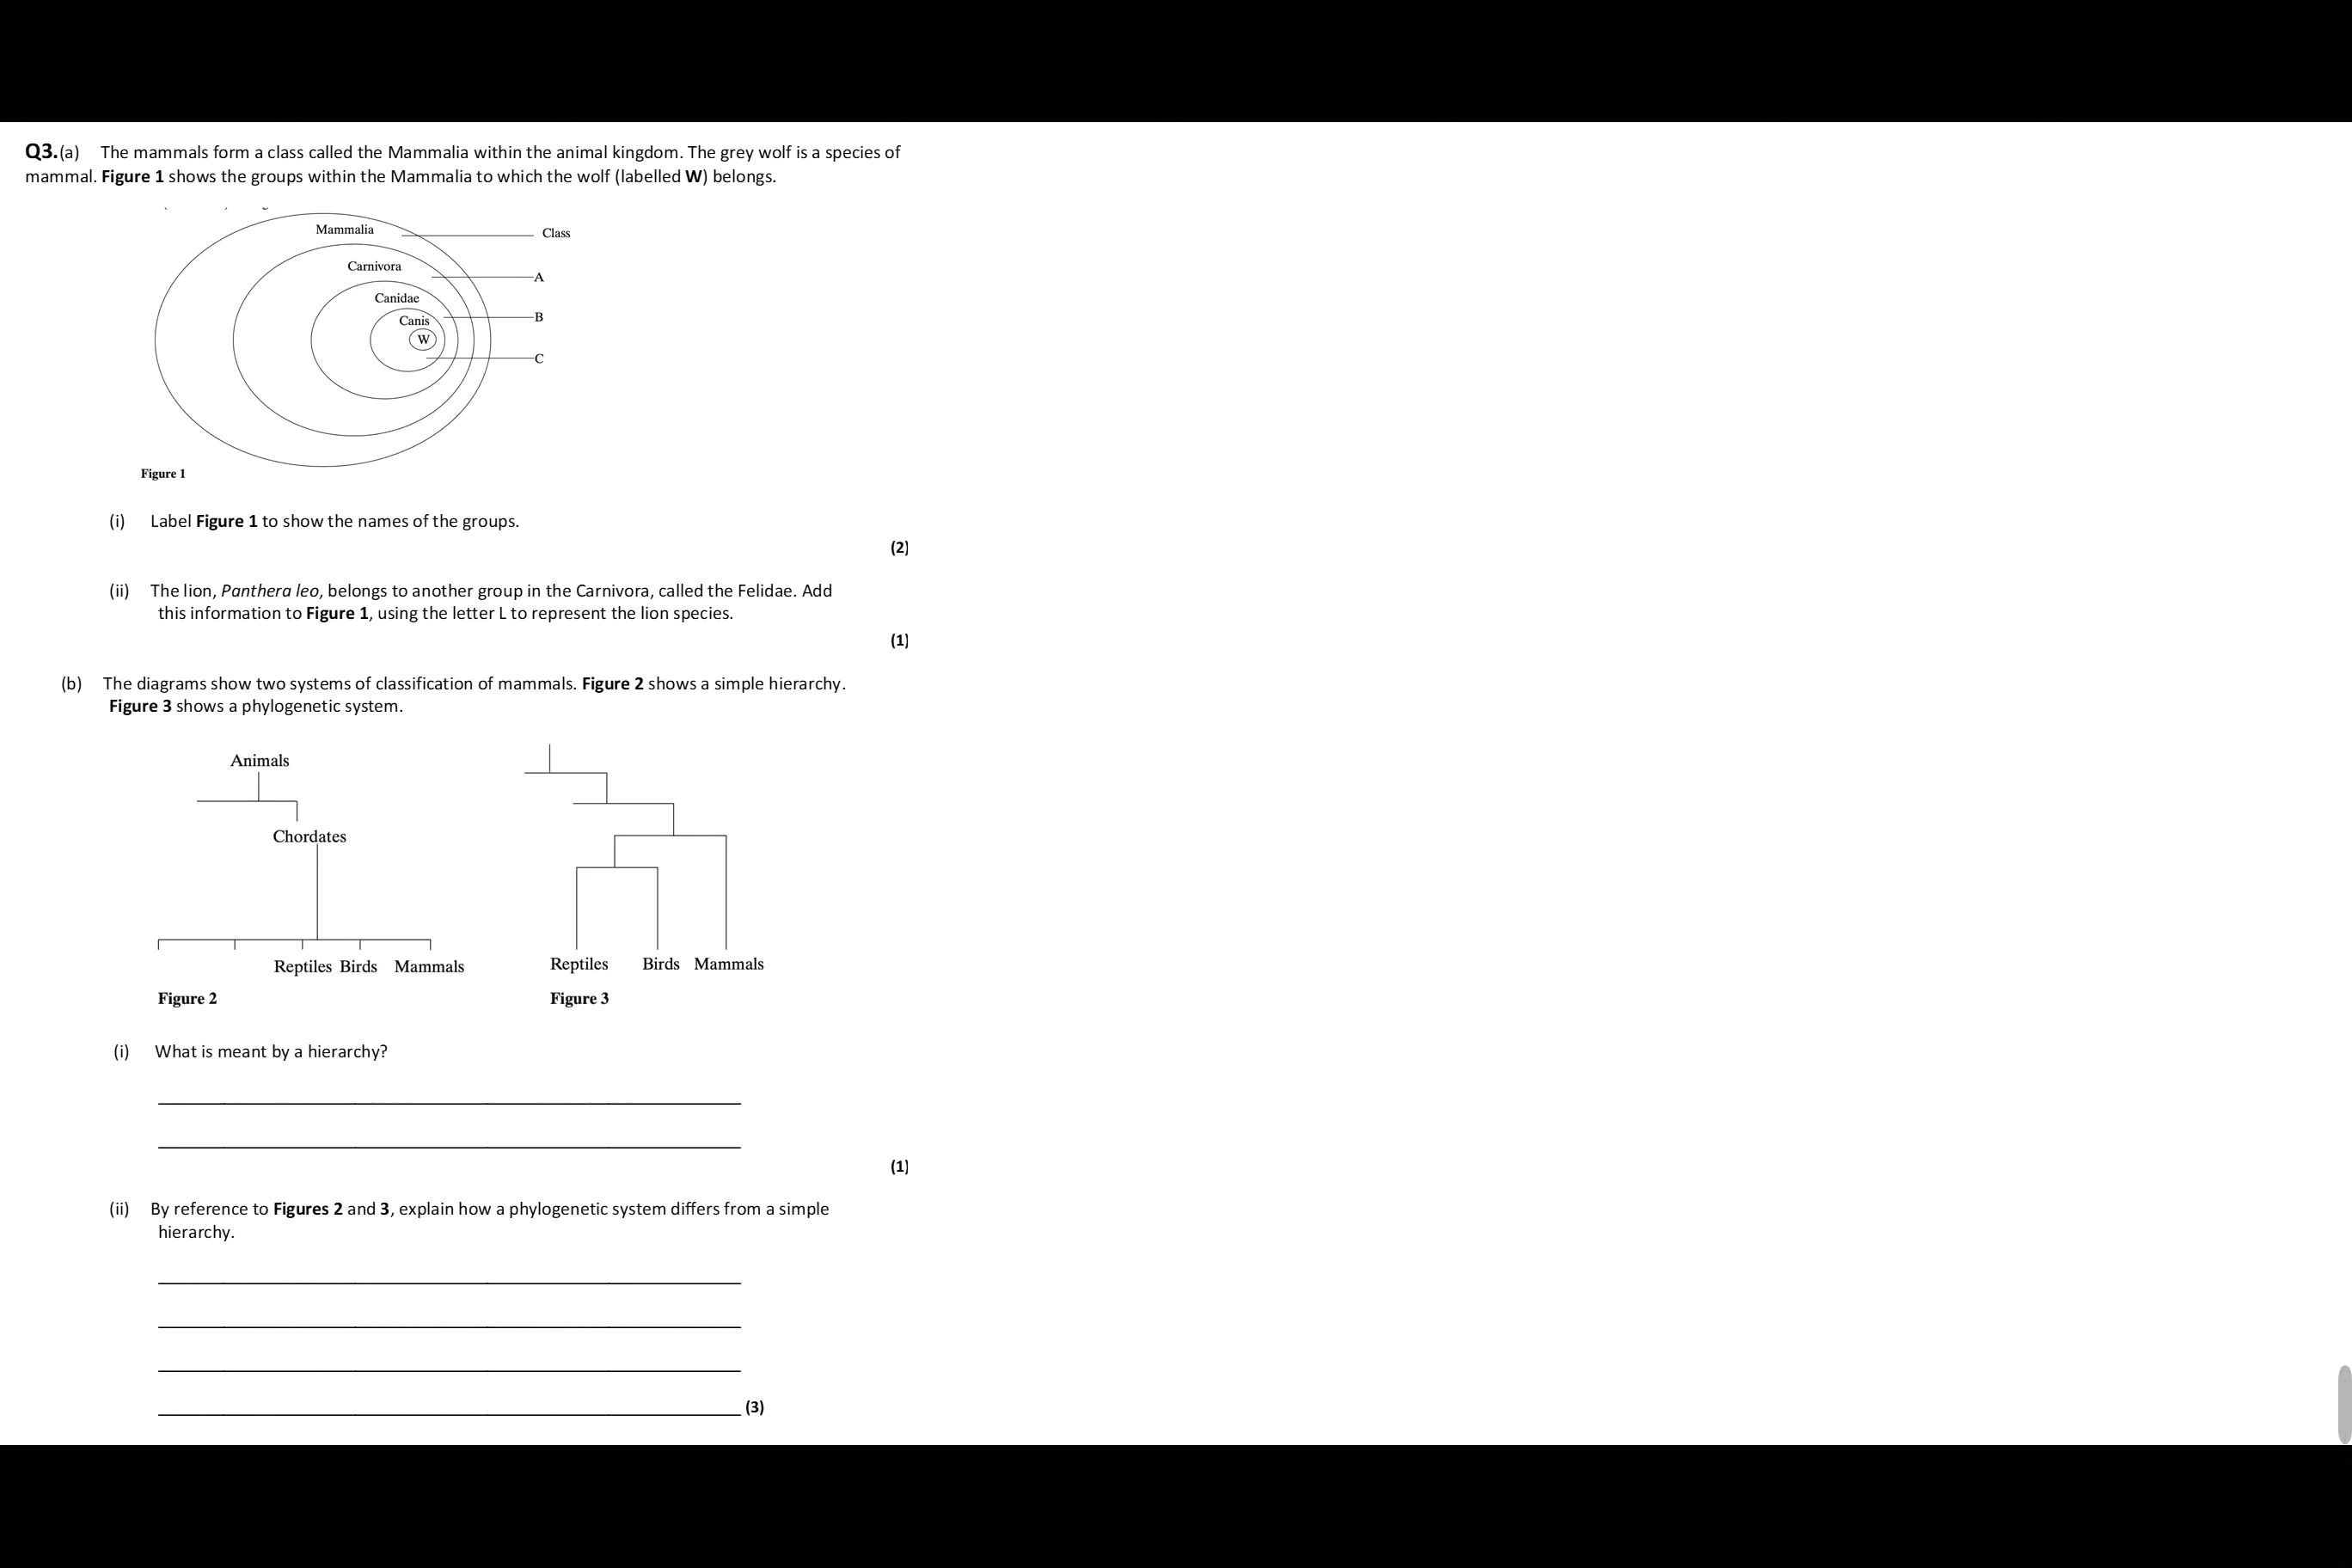 Q3.(a) The mammals form a class called the Mammalia within the animal kingdom. The grey wolf is a species of
mammal. Figure 1 shows the groups within the Mammalia to which the wolf (labelled W) belongs.
Mammalia
Class
Carnivora
A
Canidae
B
Canis
W
C
Figure 1
(i) Label Figure 1 to show the names of the groups.
(2)
(ii) The lion, Panthera leo, belongs to another group in the Carnivora, called the Felidae. Add
this information to Figure 1, using the letter L to represent the lion species.
(1)
(b) The diagrams show two systems of classification of mammals. Figure 2 shows a simple hierarchy.
Figure 3 shows a phylogenetic system.
Animals
Chordates
Reptiles Birds Mammals
Figure 2
Reptiles Birds Mammals
Figure 3
(i) What is meant by a hierarchy?
(1)
(ii) By reference to Figures 2 and 3, explain how a phylogenetic system differs from a simple
hierarchy.
(3)